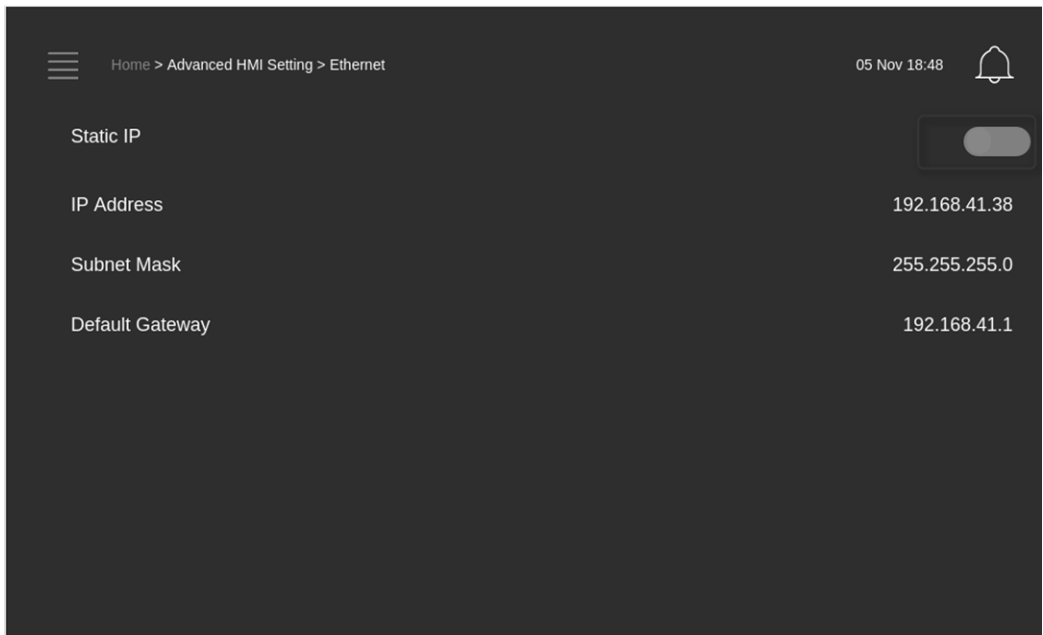 Home > Advanced HMI Setting > Ethernet 05 Nov 18:48
Static IP
IP Address 192.168.41.38
Subnet Mask 255.255.255.0
Default Gateway 192.168.41.1